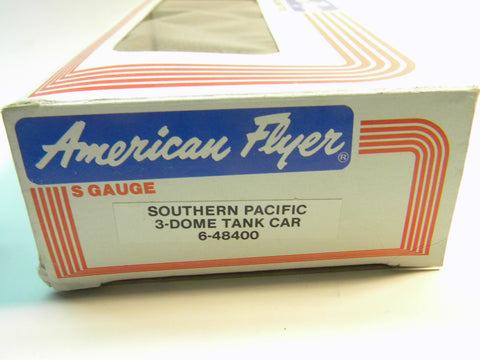 American Flyer®
S GAUGE
SOUTHERN PACIFIC
3-DOME TANK CAR
6-48400